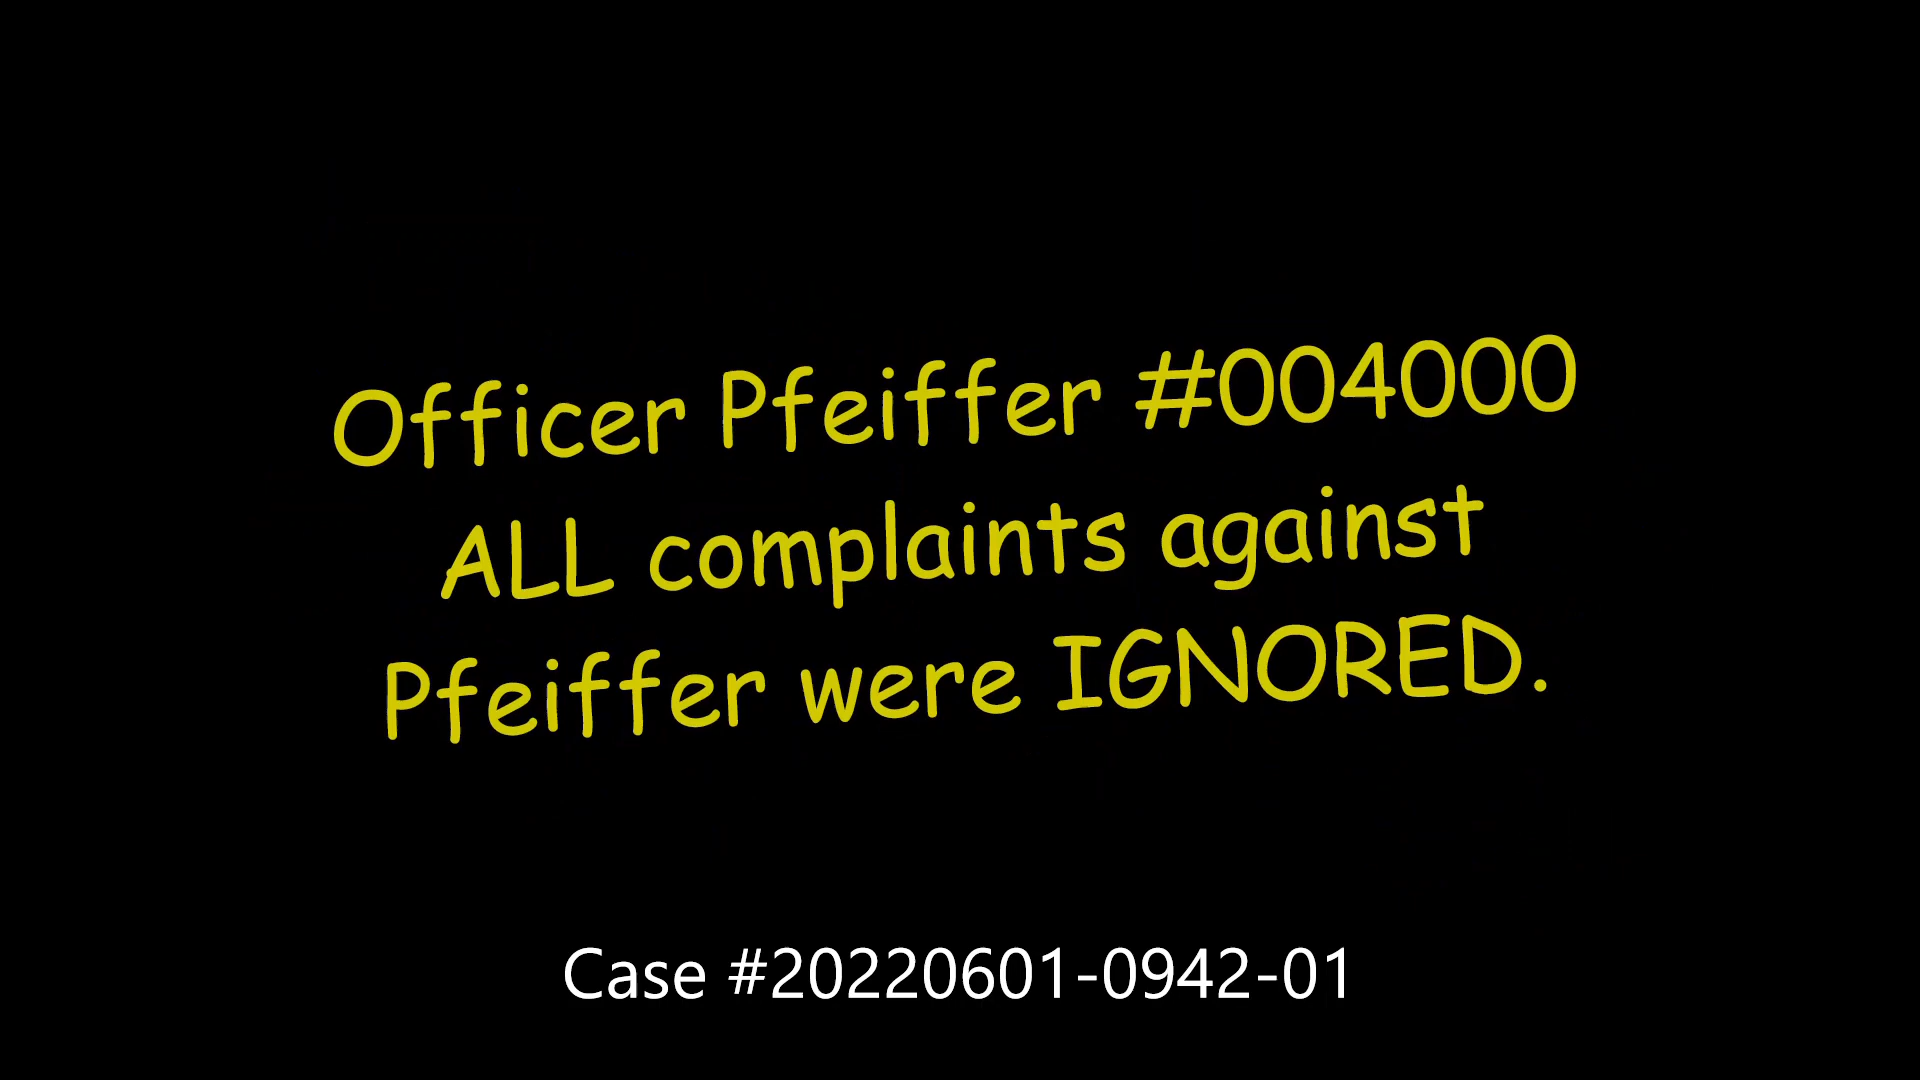 Officer Pfeiffer #004000
ALL complaints against
Pfeiffer were IGNORED.
Case #20220601-0942-01